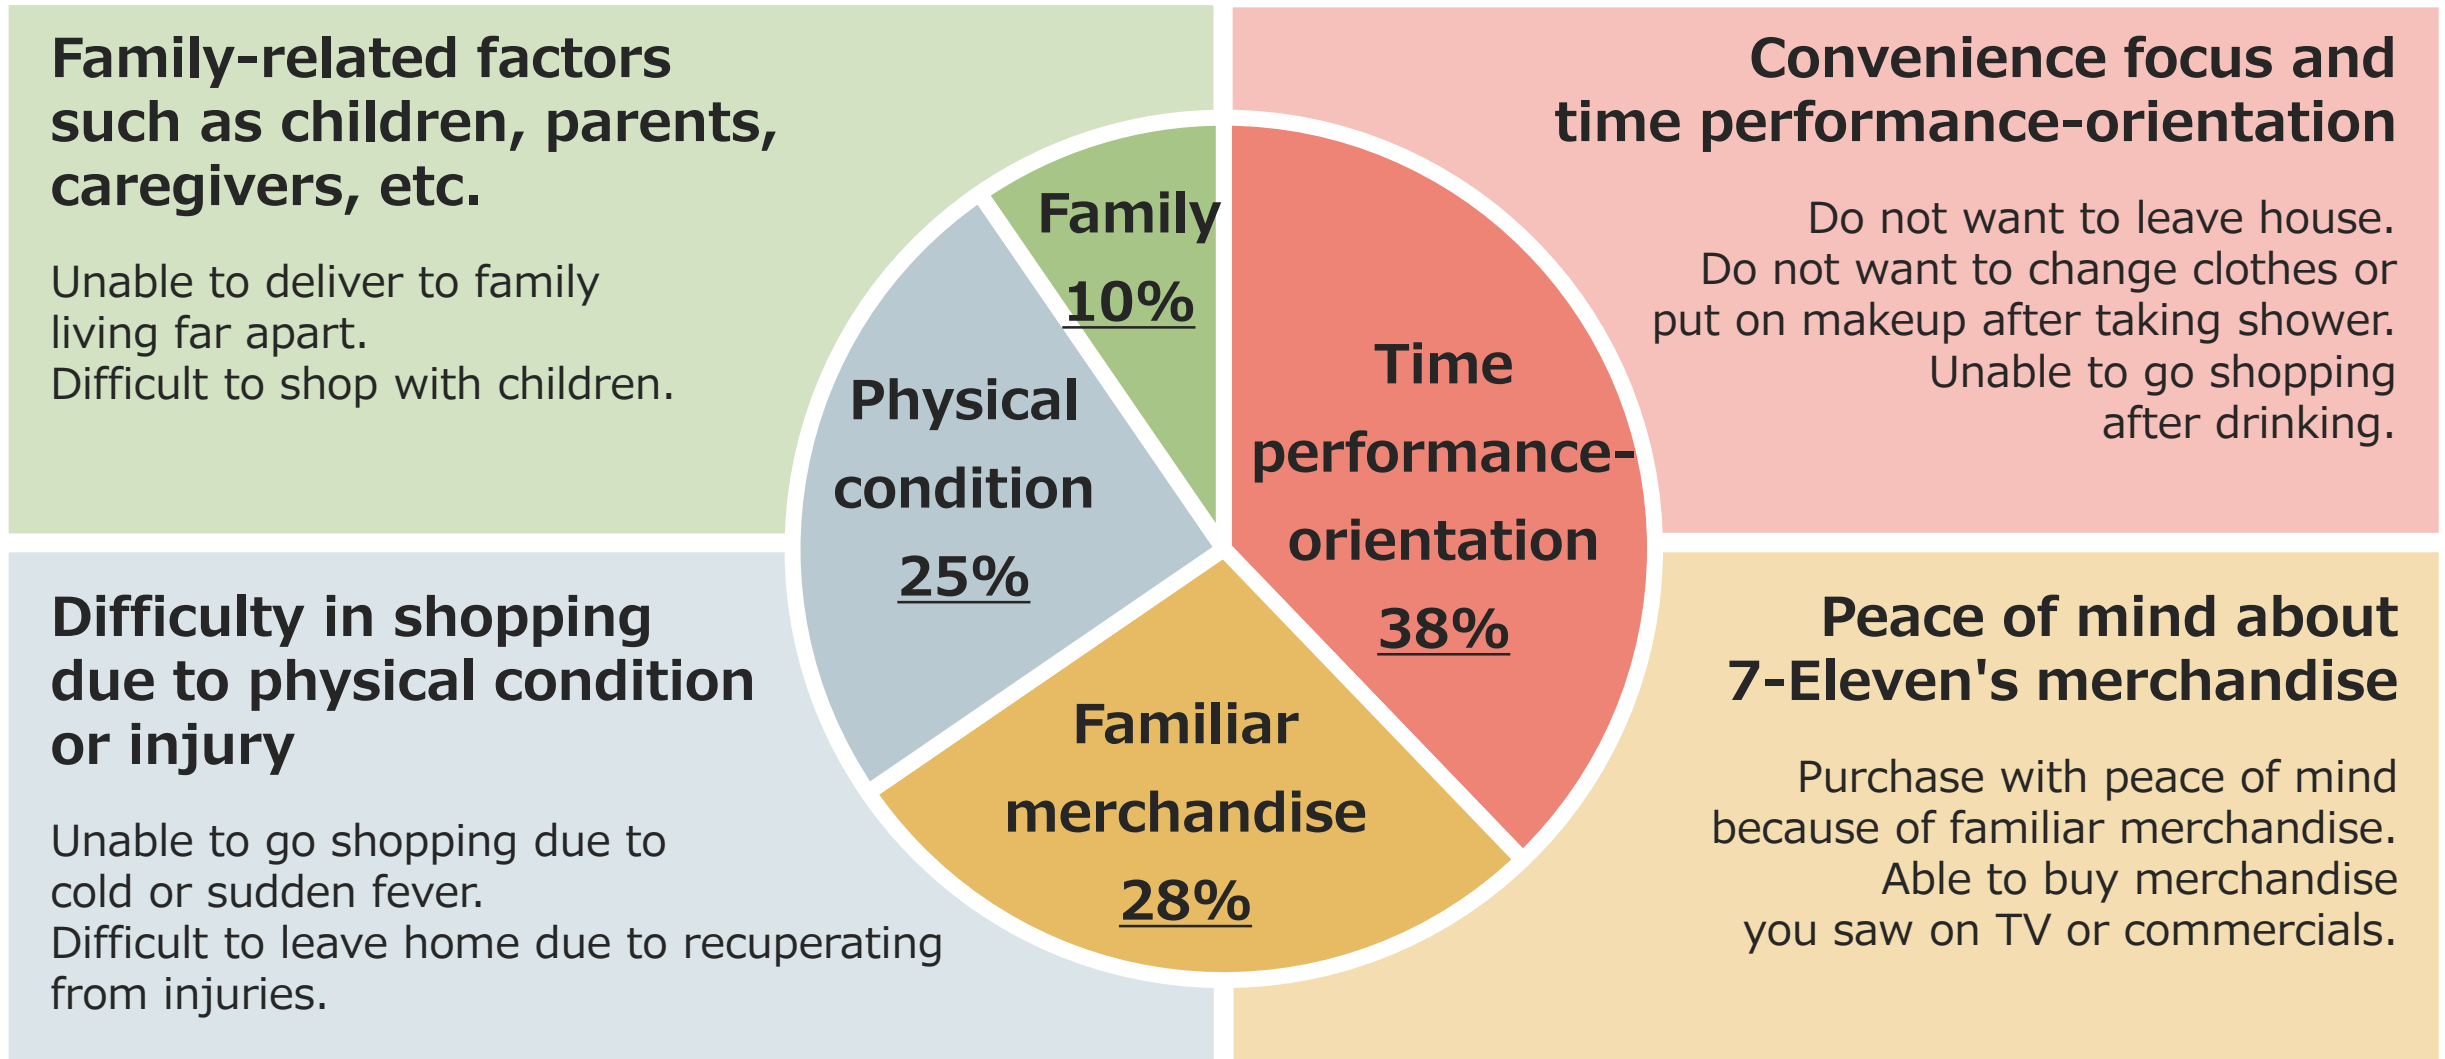 Family-related factors
such as children, parents,
caregivers, etc.
Unable to deliver to family
living far apart.
Difficult to shop with children.
Convenience focus and
time performance-orientation
Do not want to leave house.
Do not want to change clothes or
put on makeup after taking shower.
Unable to go shopping
after drinking.
Family
10%
Time
performance-
orientation
38%
Physical
condition
25%
Familiar
merchandise
28%
Difficulty in shopping
due to physical condition
or injury
Unable to go shopping due to
cold or sudden fever.
Difficult to leave home due to recuperating
from injuries.
Peace of mind about
7-Eleven's merchandise
Purchase with peace of mind
because of familiar merchandise.
Able to buy merchandise
you saw on TV or commercials.